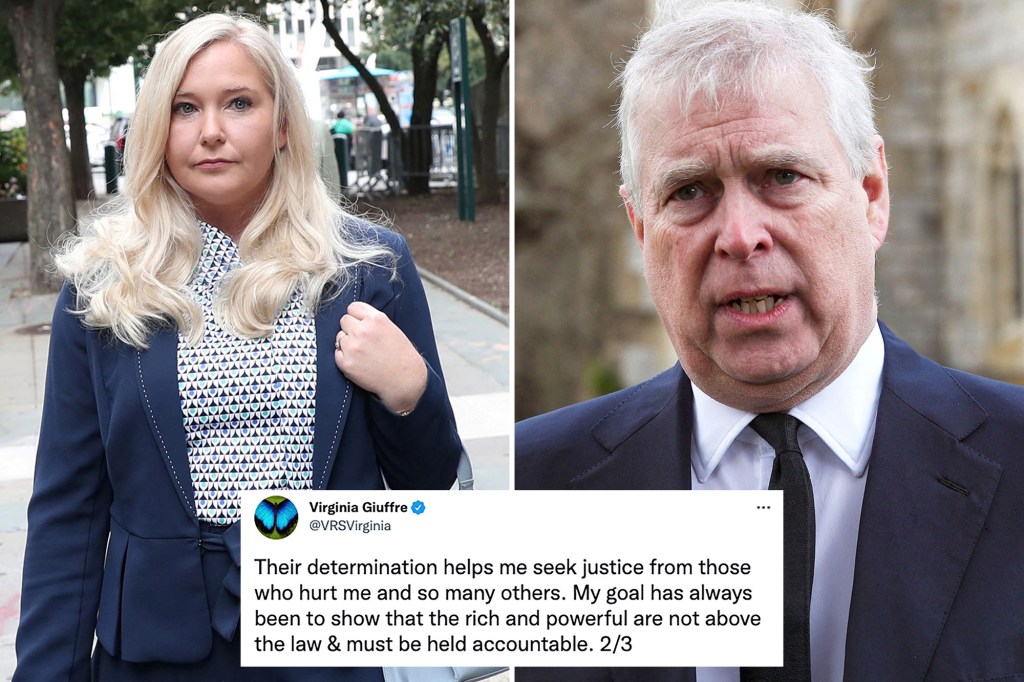 Virginia Giuffre
@VRSVirginia
Their determination helps me seek justice from those
who hurt me and so many others. My goal has always
been to show that the rich and powerful are not above
the law & must be held accountable. 2/3